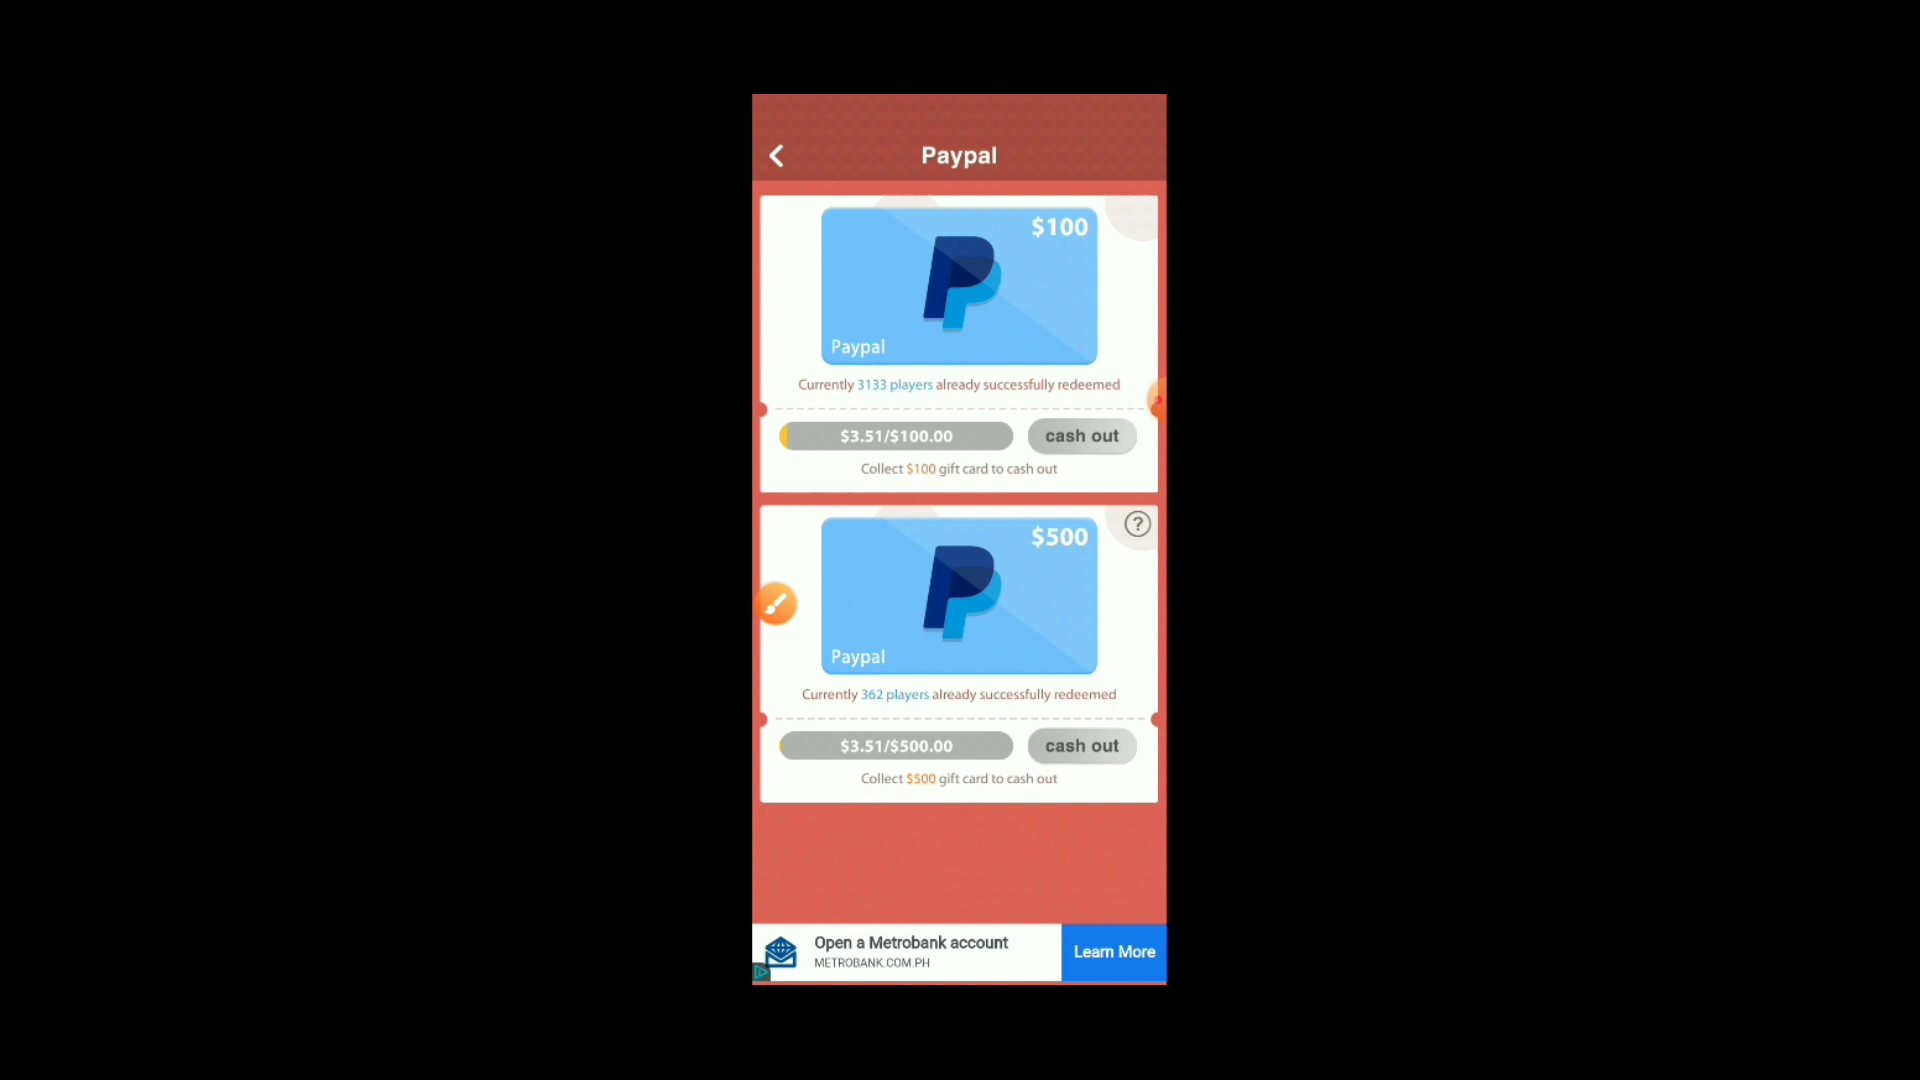 Paypal
$100
Paypal
Currently 3133 players already successfully redeemed
$3.51/$100.00
cash out
Collect $100 gift card to cash out
?
$500
Paypal
Currently 362 players already successfully redeemed
$3.51/$500.00
cash out
Collect $500 gift card to cash out
Open a Metrobank account
METROBANK.COM.PH
Learn More